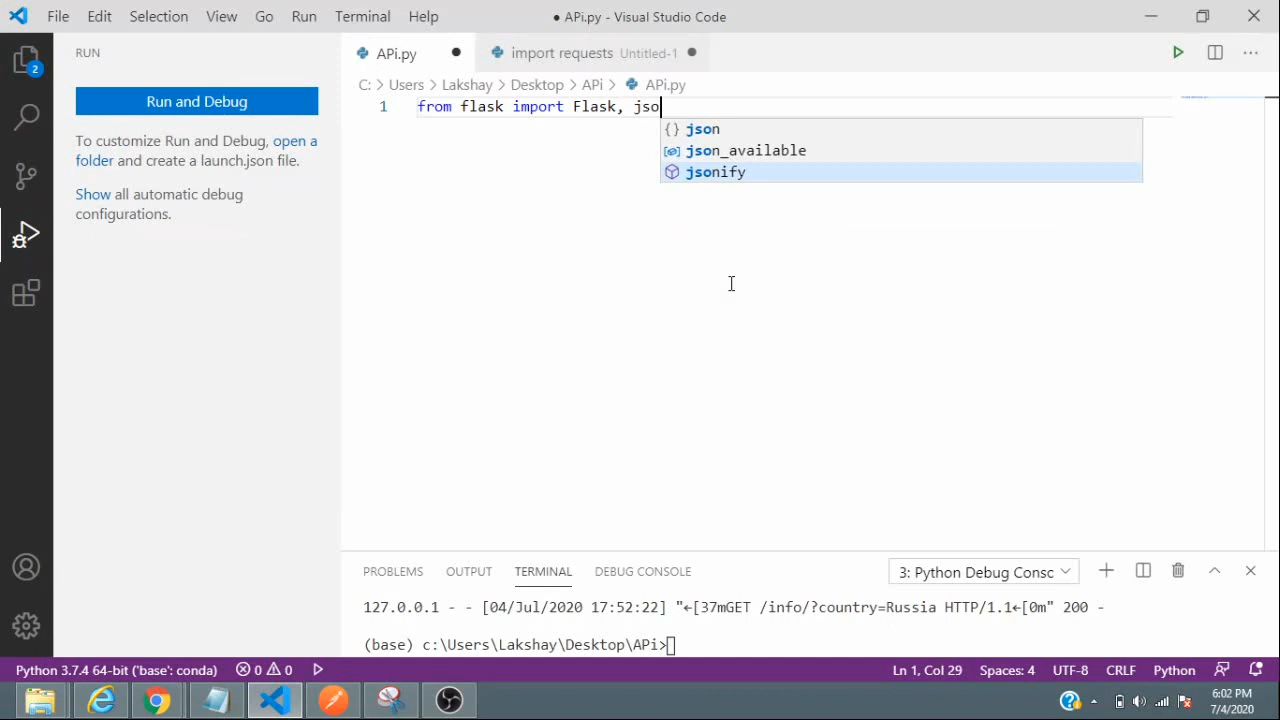 File Edit Selection View Go Run Terminal Help
● APi.py - Visual Studio Code
RUN
APi.py
import requests Untitled-1
2
C: > Users > Lakshay > Desktop > APi > APi.py
Run and Debug
To customize Run and Debug, open a
folder and create a launch.json file.
Show all automatic debug
configurations.
1 from flask import Flask, jso
json
json_available
jsonify
PROBLEMS OUTPUT TERMINAL DEBUG CONSOLE
3: Python Debug Consc
127.0.0.1 - - [04/Jul/2020 17:52:22] "←[37mGET /info/?country=Russia HTTP/1.1←[0m" 200 -
(base) c:\Users\Lakshay\Desktop\APi>
Python 3.7.4 64-bit ('base': conda) 0 0 Ln 1, Col 29 Spaces: 4 UTF-8 CRLF Python
6:02 PM
7/4/2020